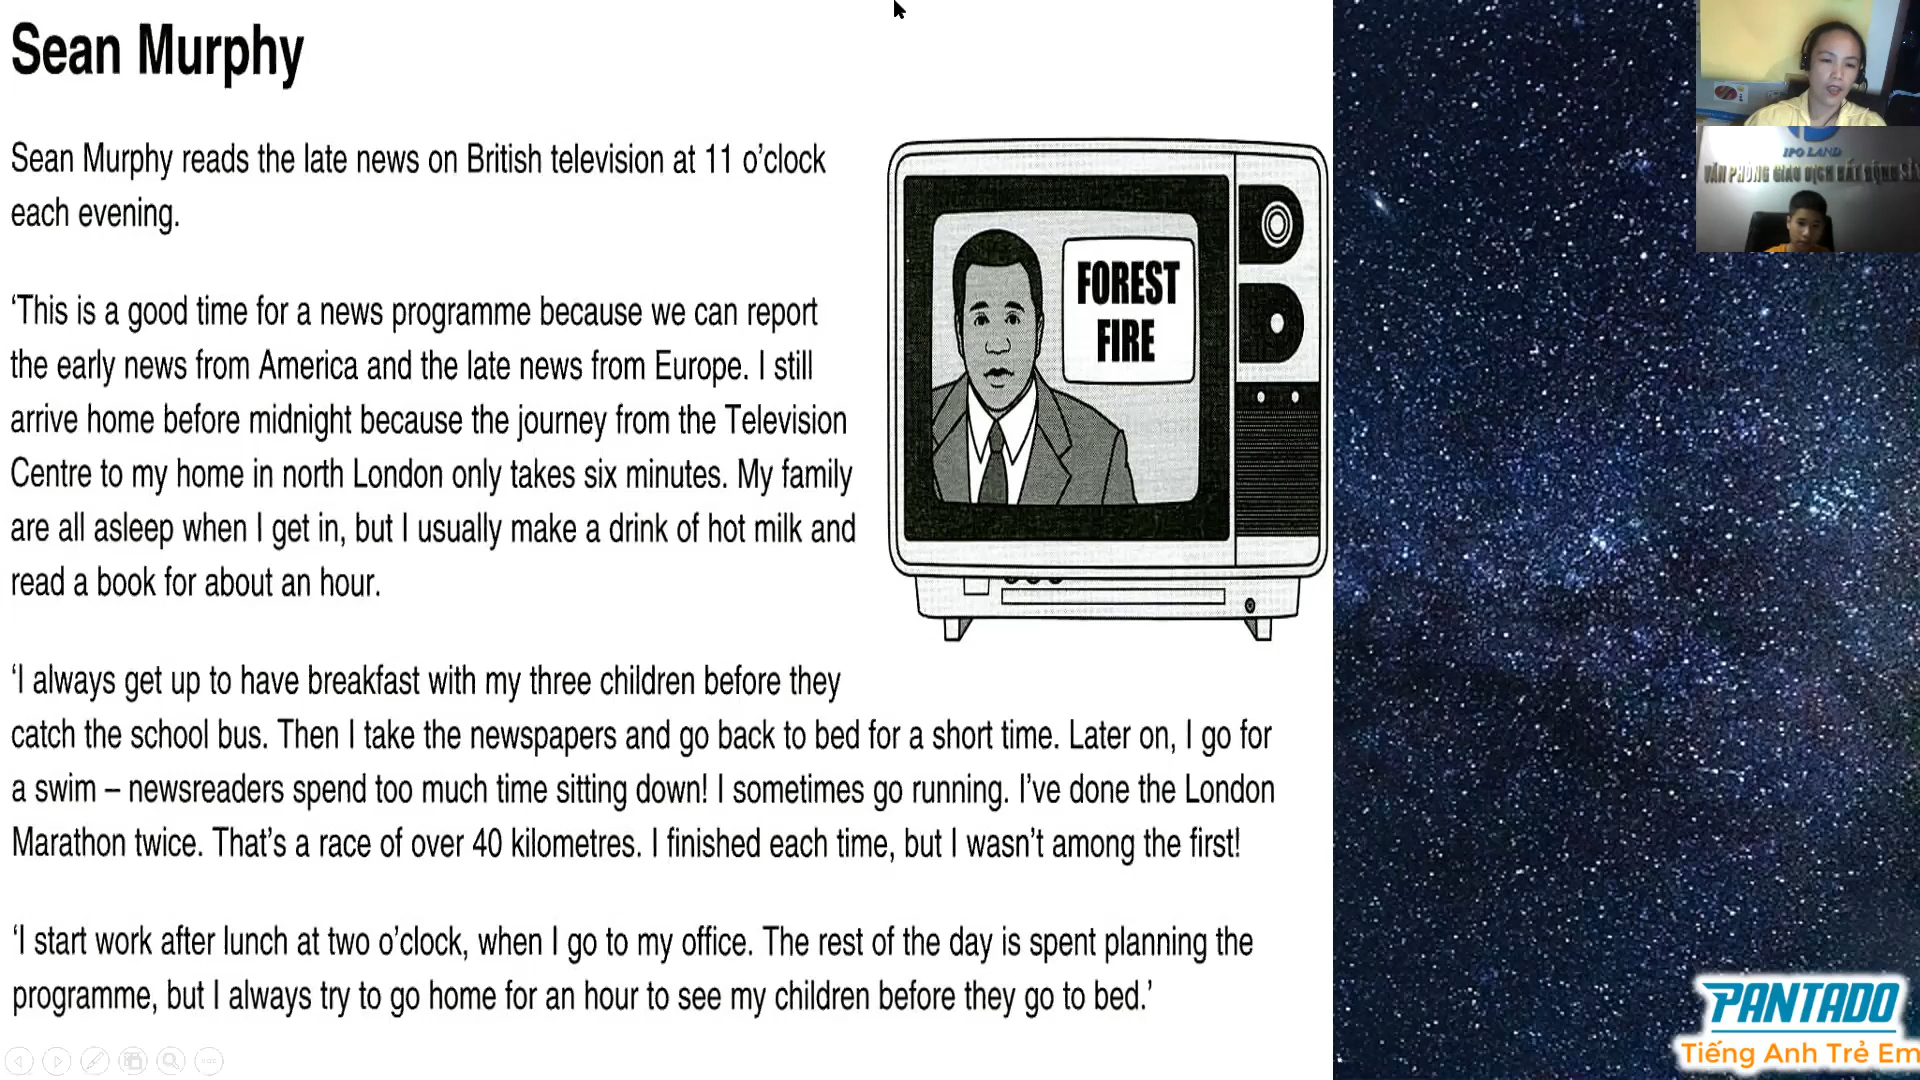 Sean Murphy
Sean Murphy reads the late news on British television at 11 o’clock
each evening.
‘This is a good time for a news programme because we can report
the early news from America and the late news from Europe. I still
arrive home before midnight because the journey from the Television
Centre to my home in north London only takes six minutes. My family
are all asleep when I get in, but I usually make a drink of hot milk and
read a book for about an hour.
‘I always get up to have breakfast with my three children before they
catch the school bus. Then I take the newspapers and go back to bed for a short time. Later on, I go for
a swim – newsreaders spend too much time sitting down! I sometimes go running. I’ve done the London
Marathon twice. That’s a race of over 40 kilometres. I finished each time, but I wasn’t among the first!
‘I start work after lunch at two o’clock, when I go to my office. The rest of the day is spent planning the
programme, but I always try to go home for an hour to see my children before they go to bed.’
FOREST
FIRE
IPO LAND
VĂN PHÒNG GIAO DỊCH BẤT ĐỘNG
PANTADO
Tiếng Anh Trẻ Em